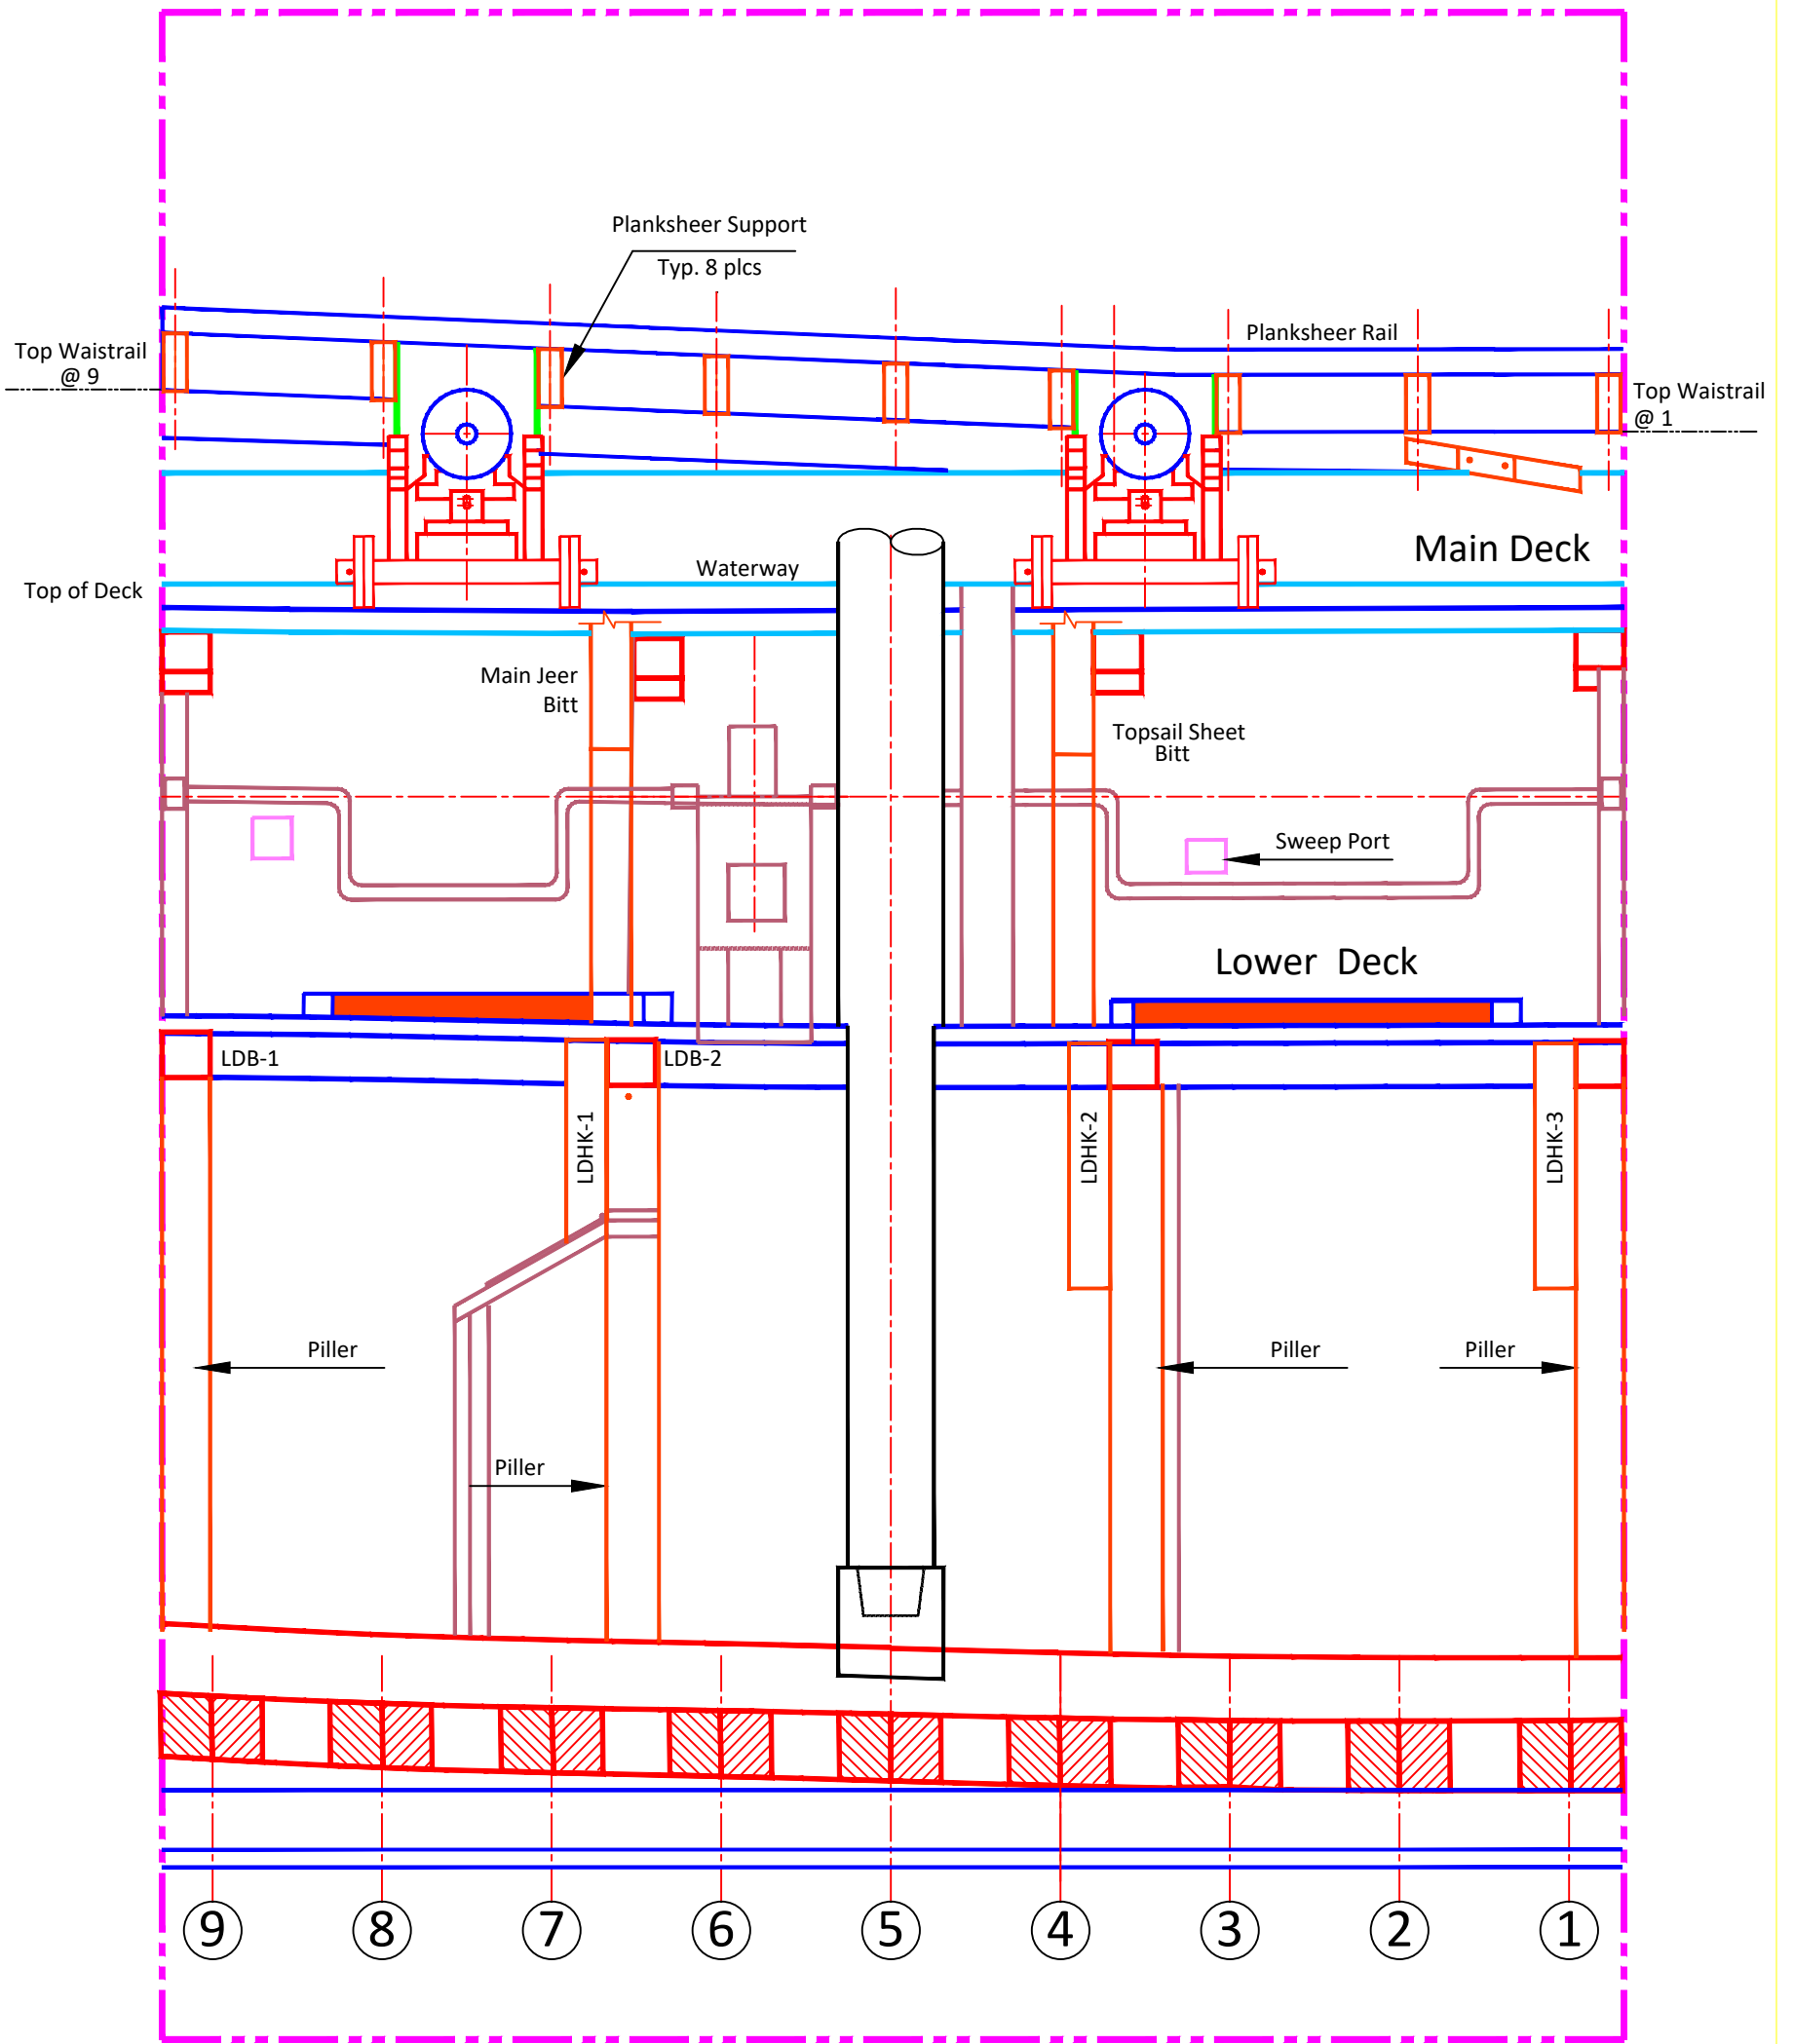 Planksheer Support
Typ. 8 plcs
Planksheer Rail
Top Waistrail
@ 9
Top Waistrail
@ 1
Main Deck
Waterway
Top of Deck
Main Jeer
Bitt
Topsail Sheet
Bitt
Sweep Port
Lower Deck
LDB-1
LDB-2
LDHK-1
LDHK-2
LDHK-3
Piller
Piller
Piller
Piller
9
8
7
6
5
4
3
2
1